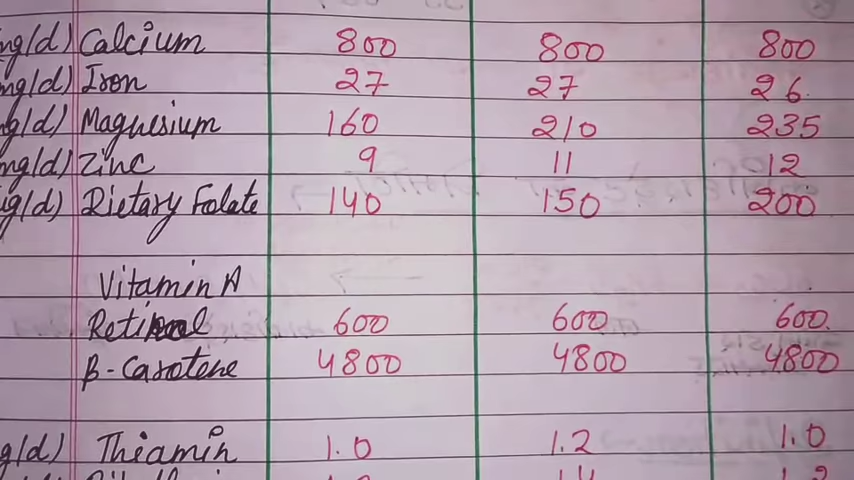 mg/d) Calcium 800 800 800
mg/d) Iron 27 27 26
mg/d) Magnesium 160 210 235
mg/d) Zinc 9 11 12
ug/d) Dietary Folate 140 150 200
Vitamin A
Retinol 600 600 600
β-Carotene 4800 4800 4800
g/d) Thiamin 1.0 1.2 1.0